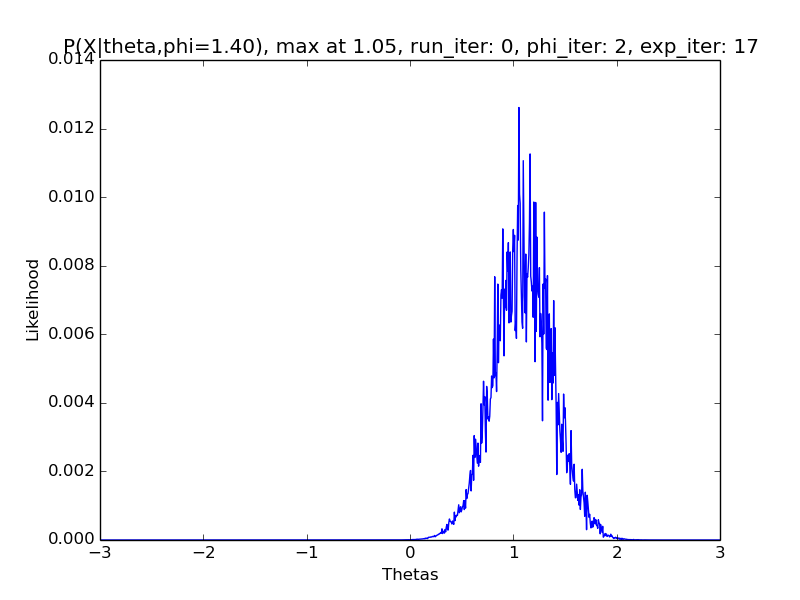 P(X|theta,phi=1.40), max at 1.05, run_iter: 0, phi_iter: 2, exp_iter: 17
0.014
0.012
0.010
0.008
0.006
0.004
0.002
0.000
Likelihood
−3 −2 −1 0 1 2 3
Thetas